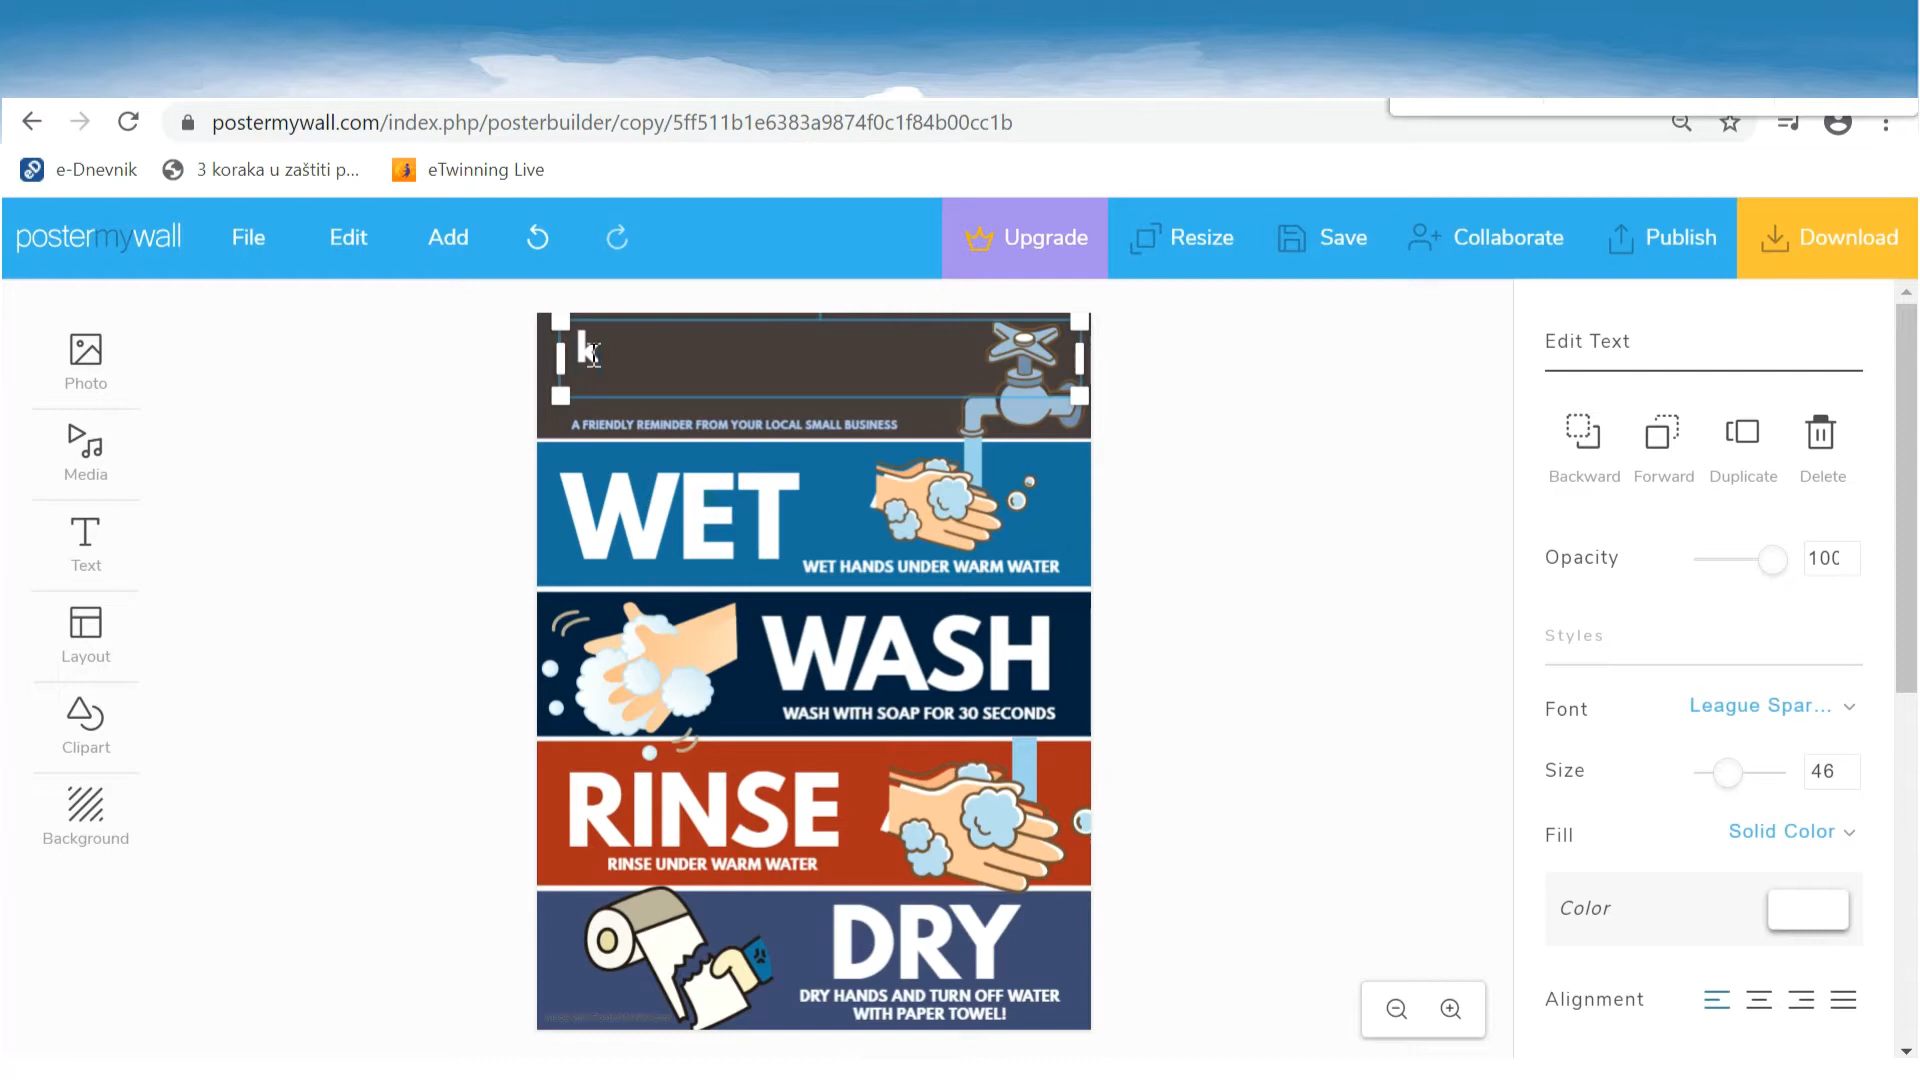 postermywall.com/index.php/posterbuilder/copy/5ff511b1e6383a9874f0c1f84b00cc1b
e-Dnevnik 3 koraka u zaštiti p... eTwinning Live
postermywall File Edit Add Upgrade Resize Save Collaborate Publish Download
Photo
Media
Text
Layout
Clipart
Background
k
A FRIENDLY REMINDER FROM YOUR LOCAL SMALL BUSINESS
WET
WET HANDS UNDER WARM WATER
WASH
WASH WITH SOAP FOR 30 SECONDS
RINSE
RINSE UNDER WARM WATER
DRY
DRY HANDS AND TURN OFF WATER
WITH PAPER TOWEL!
Edit Text
Backward Forward Duplicate Delete
Opacity 100
Styles
Font League Spar...
Size 46
Fill Solid Color
Color
Alignment